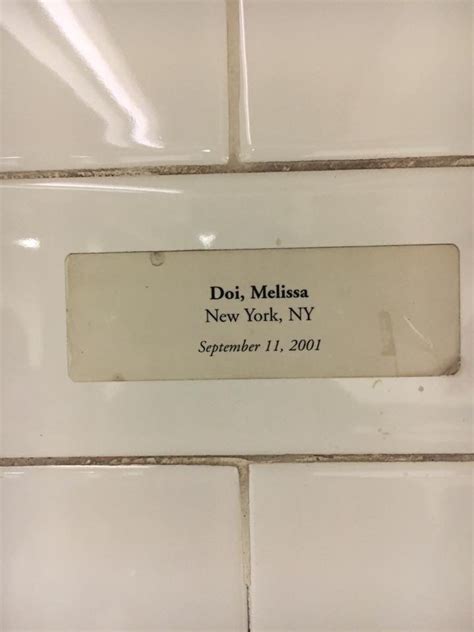 Doi, Melissa
New York, NY
September 11, 2001